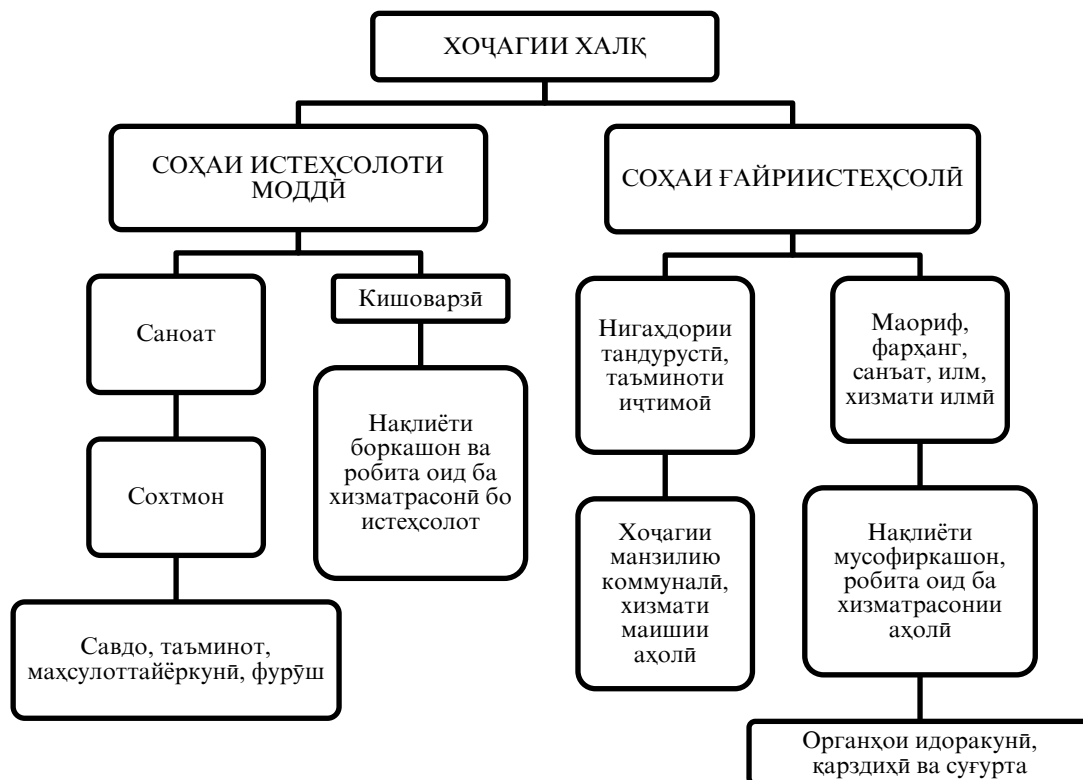 ХОҶАГИИ ХАЛҚ
СОҲАИ ИСТЕҲСОЛОТИ
МОДДӢ
СОҲАИ ҒАЙРИИСТЕҲСОЛӢ
Саноат
Кишоварзӣ
Нигаҳдории
тандурустӣ,
таъминоти
иҷтимоӣ
Маориф,
фарҳанг,
санъат, илм,
хизмати илмӣ
Сохтмон
Нақлиёти
боркашон ва
робита оид ба
хизматрасонӣ бо
истеҳсолот
Хоҷагии
манзилию
коммуналӣ,
хизмати
маишии
аҳолӣ
Нақлиёти
мусофиркашон,
робита оид ба
хизматрасонии
аҳолӣ
Савдо, таъминот,
маҳсулоттайёркунӣ, фурӯш
Органҳои идоракунӣ,
қарздиҳӣ ва суғурта